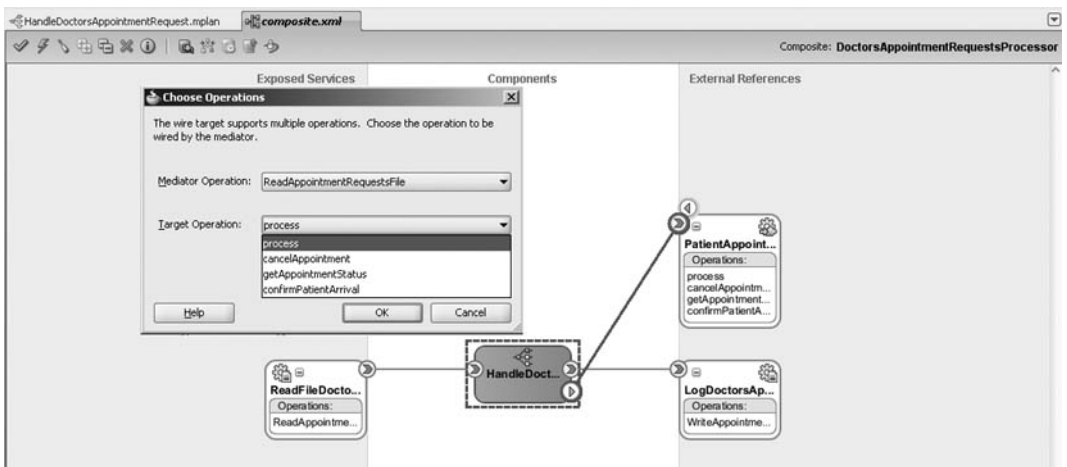 HandleDoctorsAppointmentRequest.mplan
composite.xml
Composite: DoctorsAppointmentRequestsProcessor
Exposed Services
Components
External References
Choose Operations
The wire target supports multiple operations. Choose the operation to be
wired by the mediator.
Mediator Operation: ReadAppointmentRequestsFile
Target Operation: process
process
cancelAppointment
getAppointmentStatus
confirmPatientArrival
Help
OK
Cancel
PatientAppoint...
Operations:
process
cancelAppointm...
getAppointment...
confirmPatientA...
ReadFileDocto...
Operations:
ReadAppointme...
HandleDoct...
LogDoctorsAp...
Operations:
WriteAppointme...